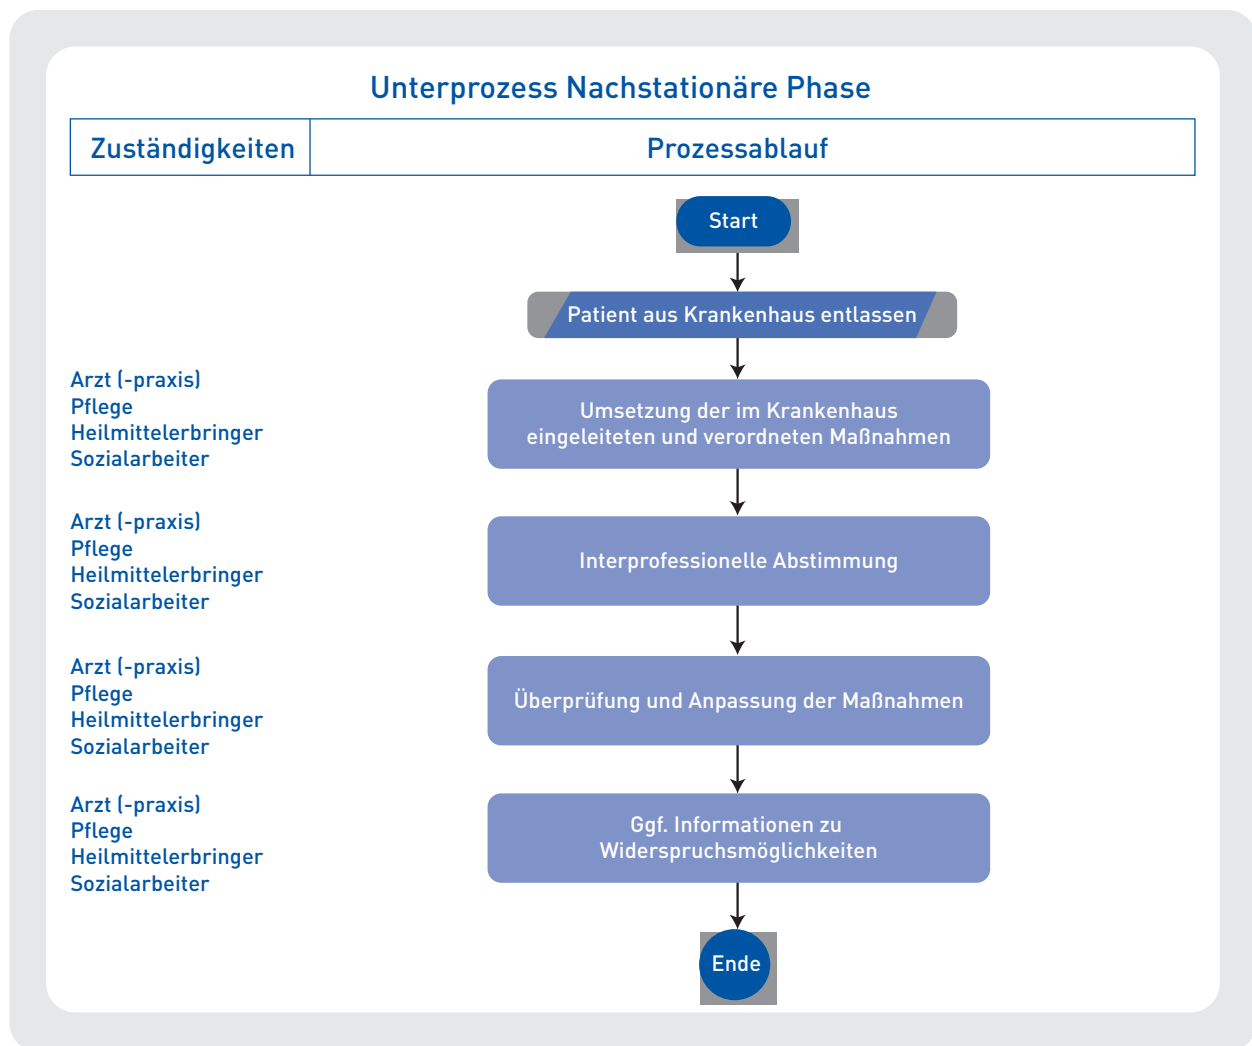 Unterprozess Nachstationäre Phase
Zuständigkeiten
Prozessablauf
Start
Patient aus Krankenhaus entlassen
Arzt (-praxis)
Pflege
Heilmittelerbringer
Sozialarbeiter
Umsetzung der im Krankenhaus
eingeleiteten und verordneten Maßnahmen
Arzt (-praxis)
Pflege
Heilmittelerbringer
Sozialarbeiter
Interprofessionelle Abstimmung
Arzt (-praxis)
Pflege
Heilmittelerbringer
Sozialarbeiter
Überprüfung und Anpassung der Maßnahmen
Arzt (-praxis)
Pflege
Heilmittelerbringer
Sozialarbeiter
Ggf. Informationen zu
Widerspruchsmöglichkeiten
Ende